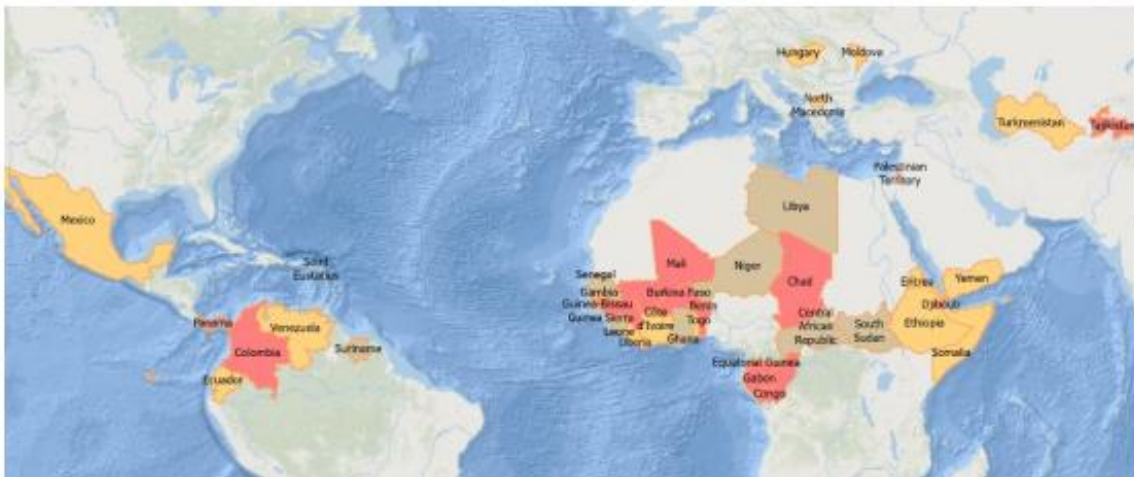 Hungary
Moldova
North
Macedonia
Turkmenistan
Tajikistan
Palestinian
Territory
Libya
Mexico
Saint
Eustatius
Mali
Niger
Chad
Senegal
Gambia
Guinea-Bissau
Guinea Sierra
Leone
Liberia
Burkina Faso
Côte
d'Ivoire
Ghana
Benin
Togo
Eritrea
Yemen
Djibouti
Ethiopia
Somalia
Central
African
Republic
South
Sudan
Panama
Venezuela
Colombia
Suriname
Ecuador
Equatorial Guinea
Gabon
Congo